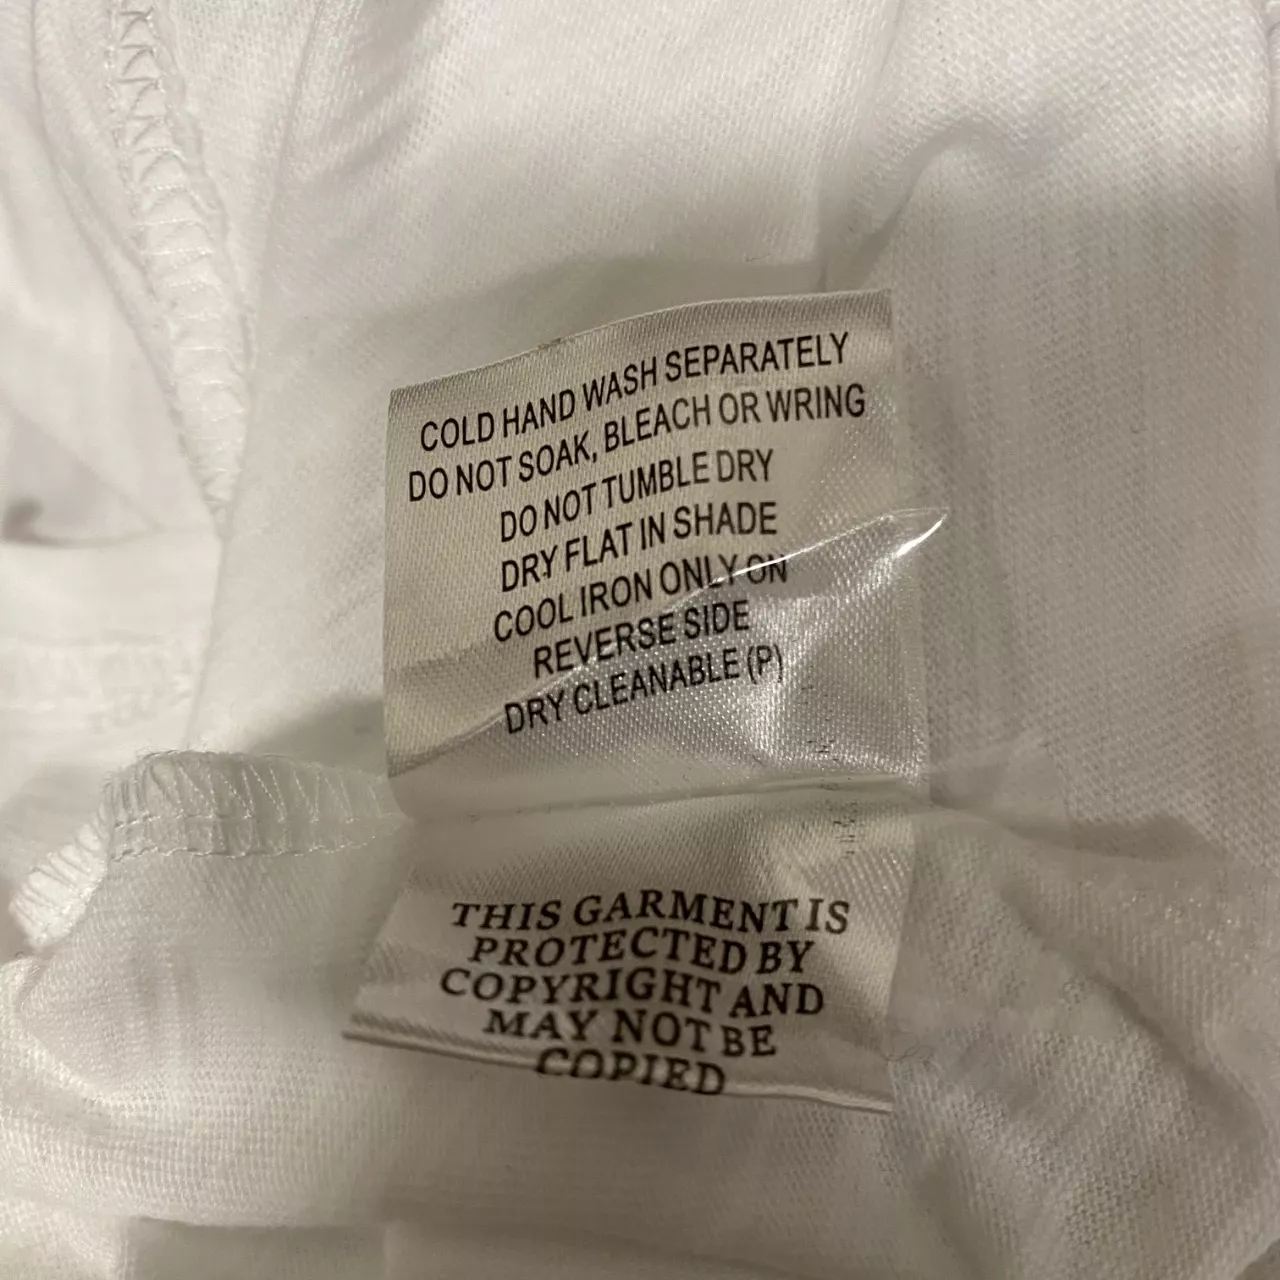 COLD HAND WASH SEPARATELY
DO NOT SOAK, BLEACH OR WRING
DO NOT TUMBLE DRY
DRY FLAT IN SHADE
COOL IRON ONLY ON
REVERSE SIDE
DRY CLEANABLE (P)
THIS GARMENT IS
PROTECTED BY
COPYRIGHT AND
MAY NOT BE
COPIED